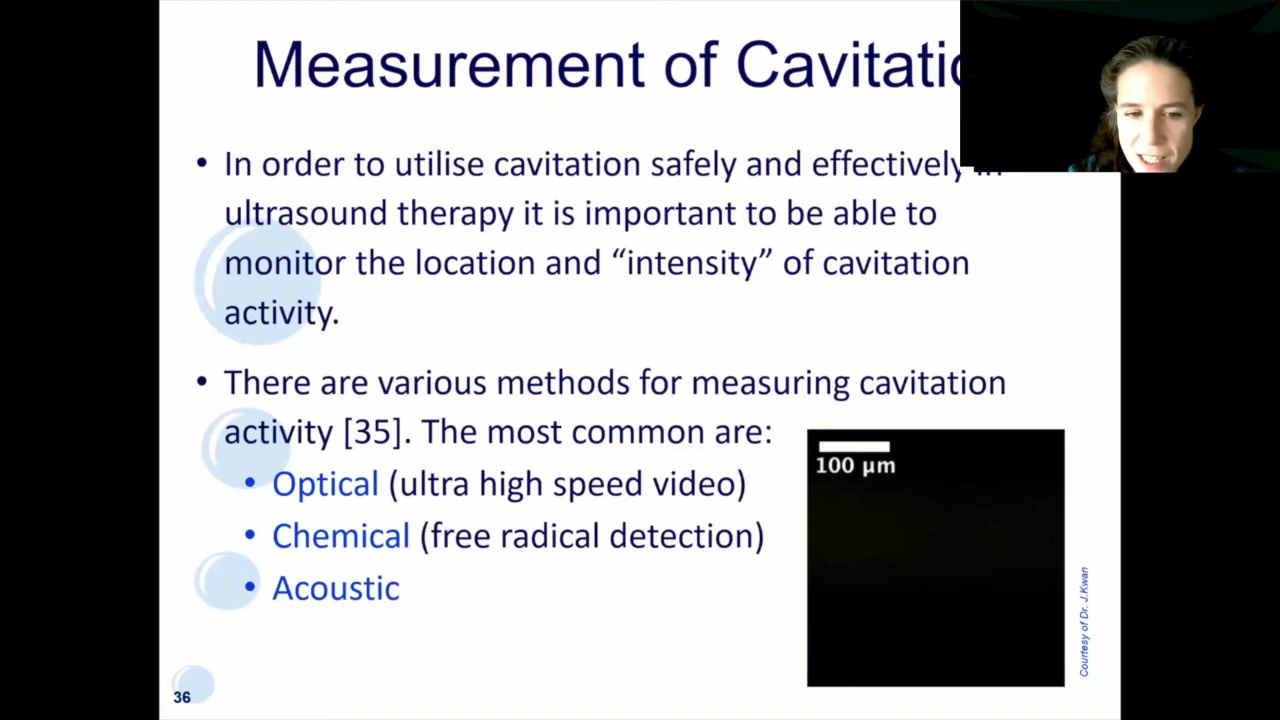 Measurement of Cavitatio
• In order to utilise cavitation safely and effectively in
ultrasound therapy it is important to be able to
monitor the location and “intensity” of cavitation
activity.
• There are various methods for measuring cavitation
activity [35]. The most common are:
• Optical (ultra high speed video)
• Chemical (free radical detection)
• Acoustic
100 µm
Courtesy of Dr. J.Kwan
36